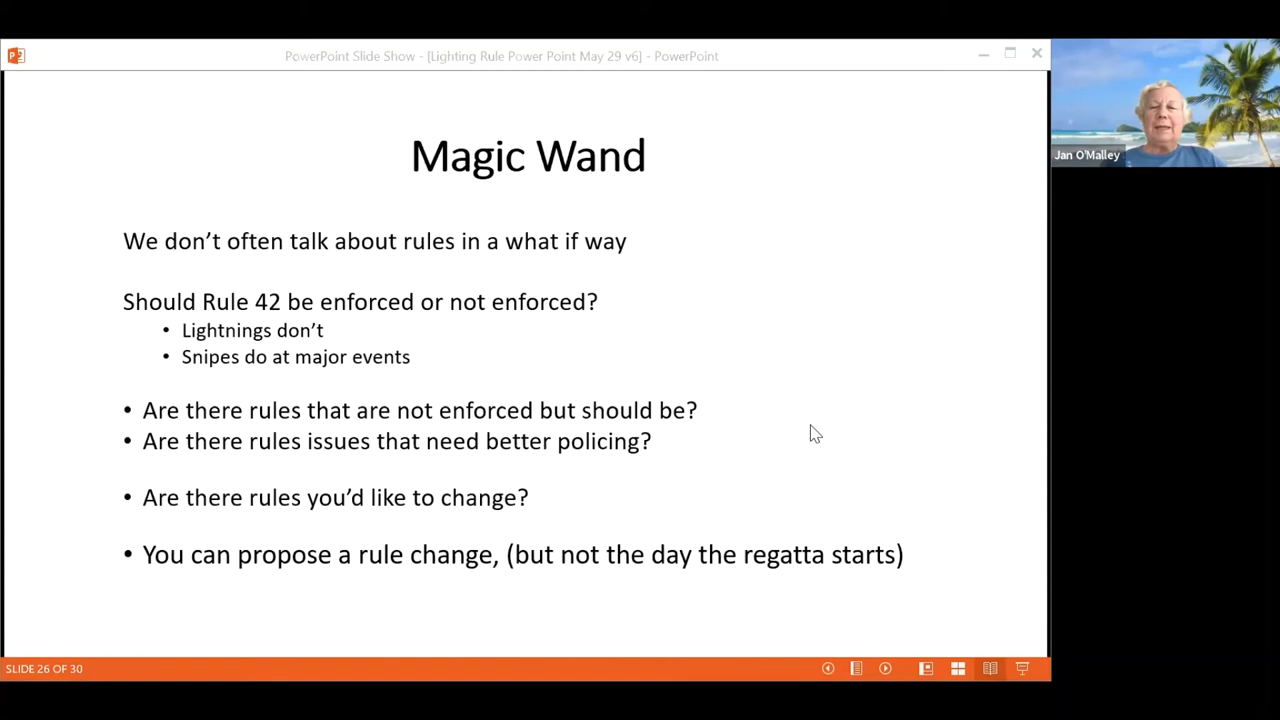 PowerPoint Slide Show - [Lighting Rule Power Point May 29 v6] - PowerPoint
Jan O'Malley
Magic Wand
We don't often talk about rules in a what if way
Should Rule 42 be enforced or not enforced?
• Lightnings don't
• Snipes do at major events
• Are there rules that are not enforced but should be?
• Are there rules issues that need better policing?
• Are there rules you'd like to change?
• You can propose a rule change, (but not the day the regatta starts)
SLIDE 26 OF 30